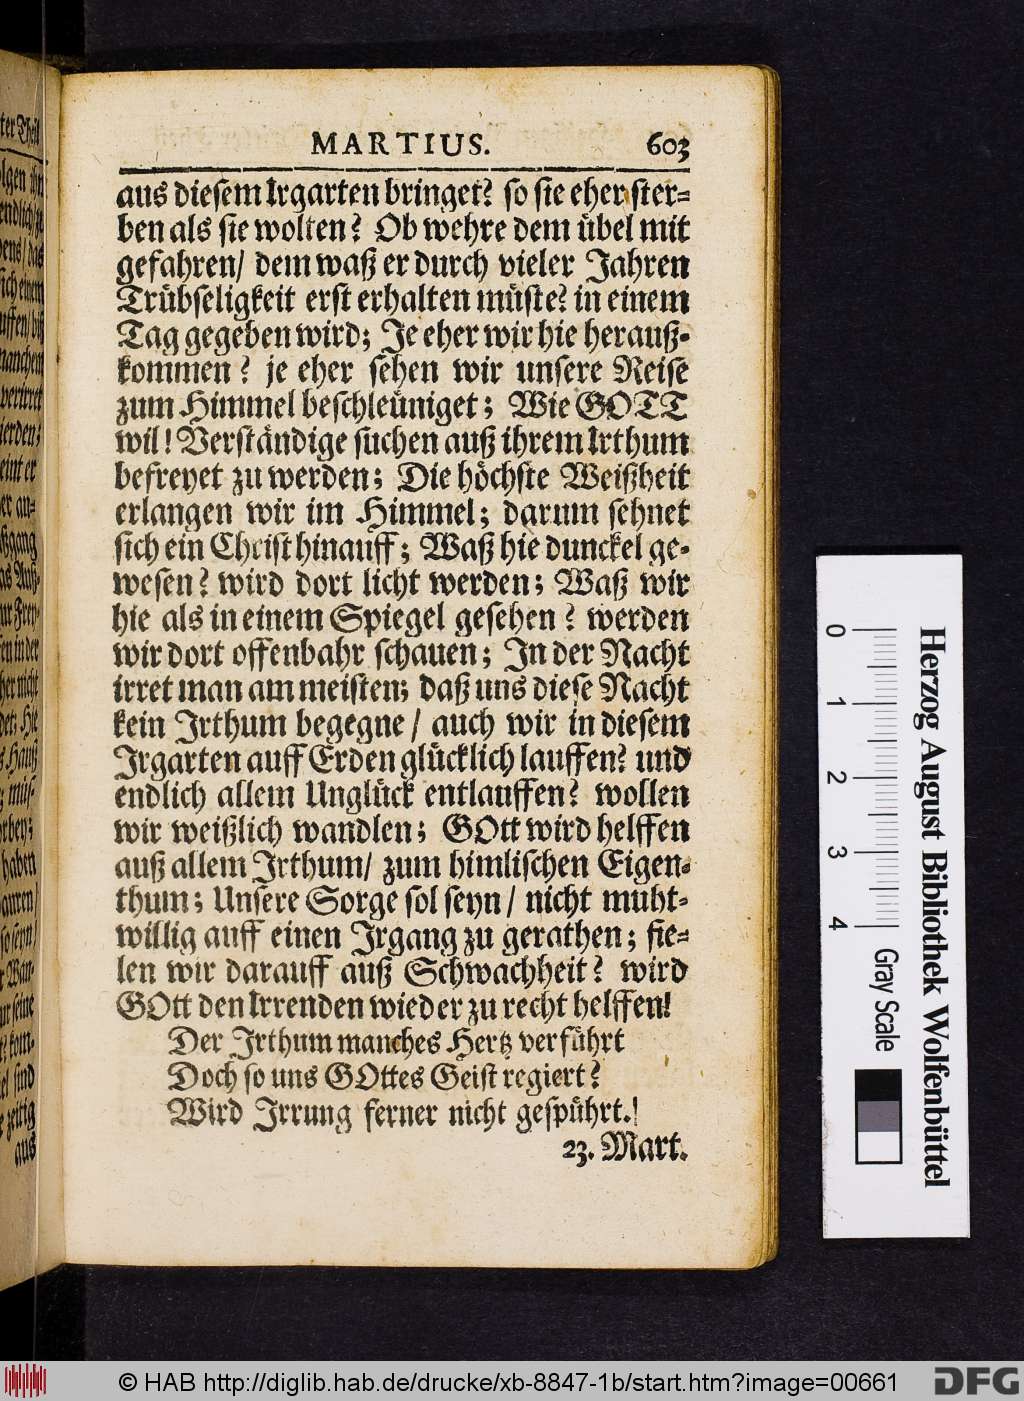 MARTIUS. 603
aus diesem Irgarten bringet? so sie eher ster-
ben als sie wolten? Ob wehre dem übel mit
gefahren/ dem waß er durch vieler Jahren
Trübseligkeit erst erhalten müste? in einem
Tag gegeben wird; Je eher wir hie herauß-
kommen? je eher sehen wir unsere Reise
zum Himmel beschleüniget; Wie GOTT
wil! Verständige suchen auß ihrem Irthum
befreyet zu werden; Die höchste Weißheit
erlangen wir im Himmel; darum sehnet
sich ein Christ hinauff; Waß hie dunckel ge-
wesen? wird dort licht werden; Waß wir
hie als in einem Spiegel gesehen? werden
wir dort offenbahr schauen; In der Nacht
irret man am meisten; daß uns diese Nacht
kein Irthum begegne/ auch wir in diesem
Irgarten auff Erden glücklich lauffen? und
endlich allem Unglück entlauffen? wollen
wir weißlich wandlen; GOtt wird helffen
auß allem Irthum/ zum himlischen Eigen-
thum; Unsere Sorge sol seyn/ nicht muht-
willig auff einen Irgang zu gerathen; fie-
len wir darauff auß Schwachheit? wird
GOtt den Irrenden wieder zu recht helffen!
Der Irthum manches Hertz verführt
Doch so uns GOttes Geist regiert?
Wird Irrung ferner nicht gespührt.!
23. Mart.
0 1 2 3 4 Gray Scale
Herzog August Bibliothek Wolfenbüttel
© HAB http://diglib.hab.de/drucke/xb-8847-1b/start.htm?image=00661
DFG